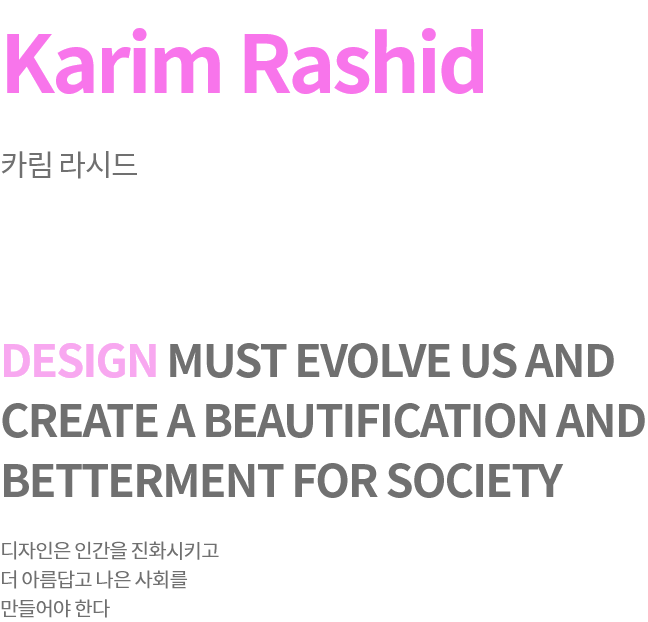 Karim Rashid
카림 라시드
DESIGN MUST EVOLVE US AND
CREATE A BEAUTIFICATION AND
BETTERMENT FOR SOCIETY
디자인은 인간을 진화시키고
더 아름답고 나은 사회를
만들어야 한다